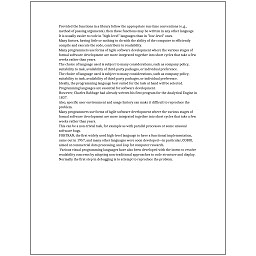 Provided the functions in a library follow the appropriate run-time conventions (e.g.,
method of passing arguments), then these functions may be written in any other language.
It is usually easier to code in "high-level" languages than in "low-level" ones.
Many factors, having little or nothing to do with the ability of the computer to efficiently
compile and execute the code, contribute to readability.
Many programmers use forms of Agile software development where the various stages of
formal software development are more integrated together into short cycles that take a few
weeks rather than years.
The choice of language used is subject to many considerations, such as company policy,
suitability to task, availability of third-party packages, or individual preference.
The choice of language used is subject to many considerations, such as company policy,
suitability to task, availability of third-party packages, or individual preference.
Ideally, the programming language best suited for the task at hand will be selected.
Programming languages are essential for software development.
However, Charles Babbage had already written his first program for the Analytical Engine in
1837.
Also, specific user environment and usage history can make it difficult to reproduce the
problem.
Many programmers use forms of Agile software development where the various stages of
formal software development are more integrated together into short cycles that take a few
weeks rather than years.
This can be a non-trivial task, for example as with parallel processes or some unusual
software bugs.
FORTRAN, the first widely used high-level language to have a functional implementation,
came out in 1957, and many other languages were soon developed—in particular, COBOL
aimed at commercial data processing, and Lisp for computer research.
Various visual programming languages have also been developed with the intent to resolve
readability concerns by adopting non-traditional approaches to code structure and display.
Normally the first step in debugging is to attempt to reproduce the problem.